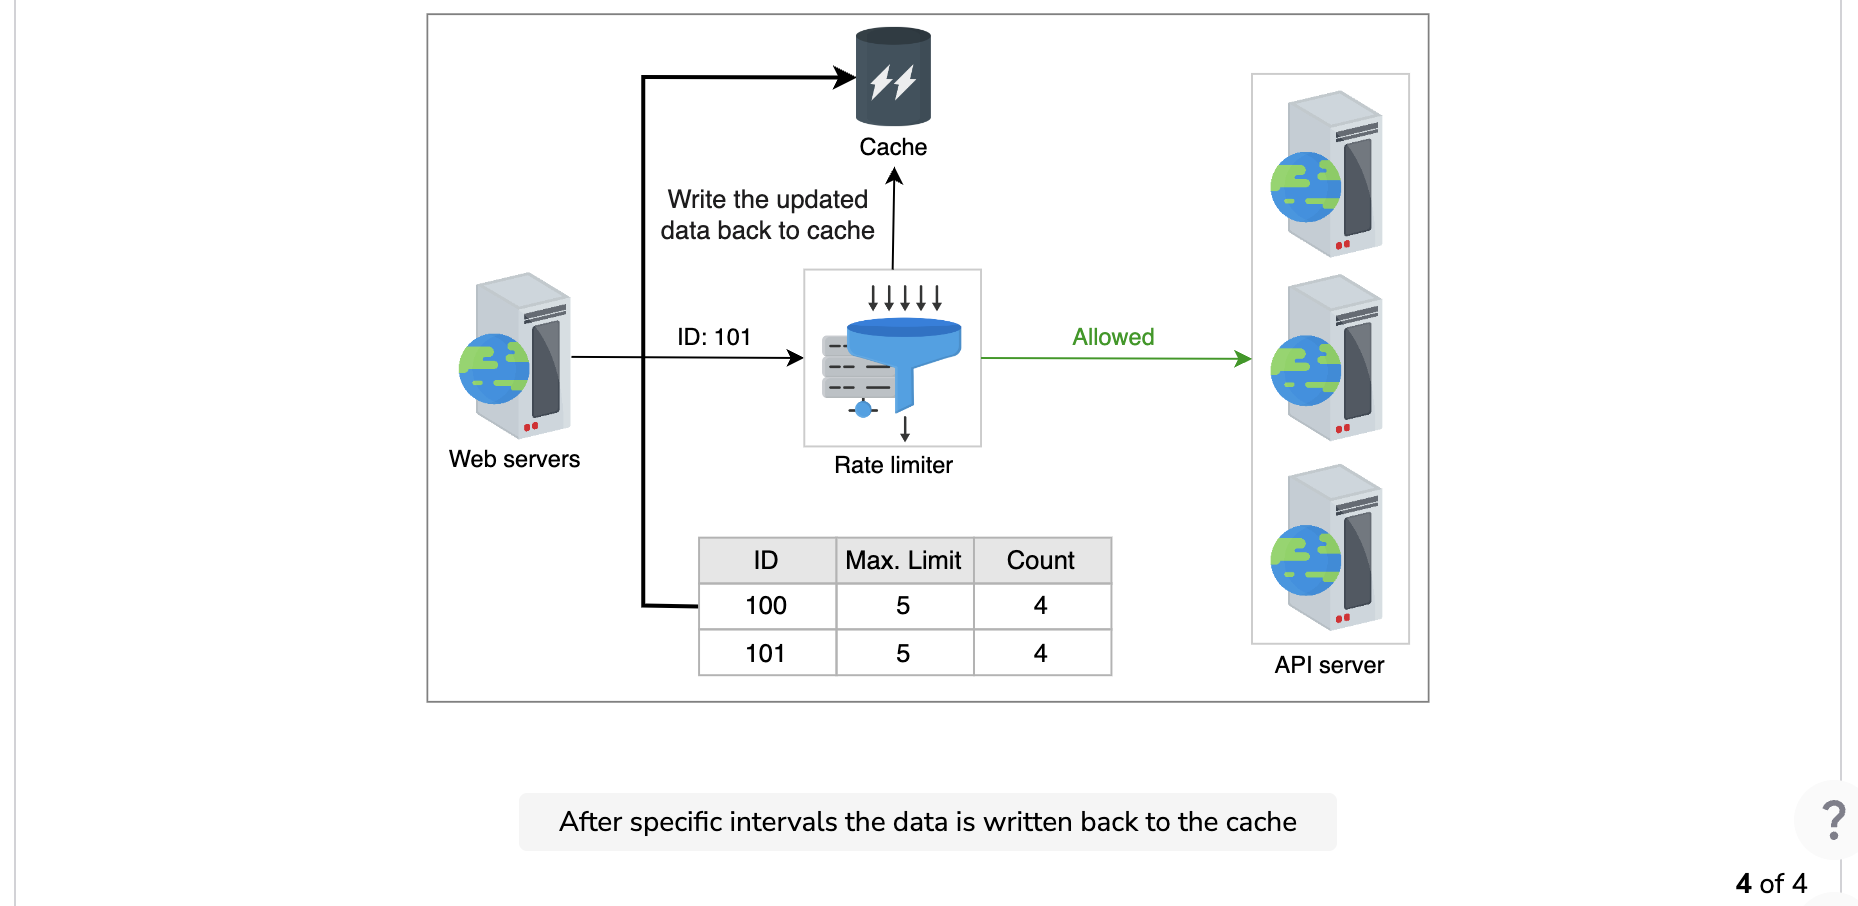 Cache
Write the updated
data back to cache
ID: 101
Allowed
Web servers
Rate limiter
ID Max. Limit Count
100 5 4
101 5 4
API server
After specific intervals the data is written back to the cache
?
4 of 4